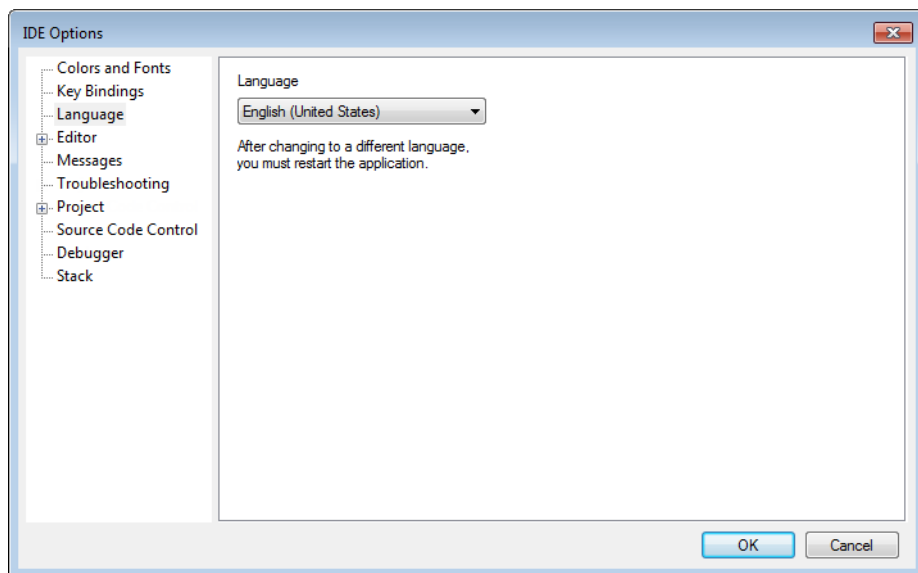 IDE Options
Colors and Fonts
Key Bindings
Language
Editor
Messages
Troubleshooting
Project
Source Code Control
Debugger
Stack
Language
English (United States)
After changing to a different language,
you must restart the application.
OK
Cancel